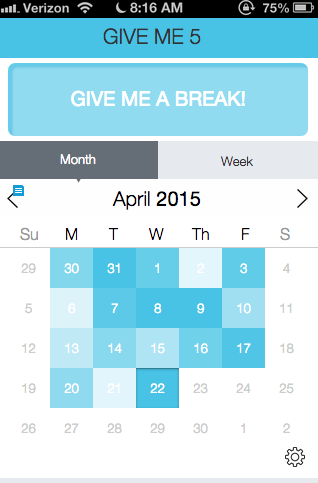 Verizon 8:16 AM 75%
GIVE ME 5
GIVE ME A BREAK!
Month Week
April 2015
Su M T W Th F S
29 30 31 1 2 3 4
5 6 7 8 9 10 11
12 13 14 15 16 17 18
19 20 21 22 23 24 25
26 27 28 29 30 1 2